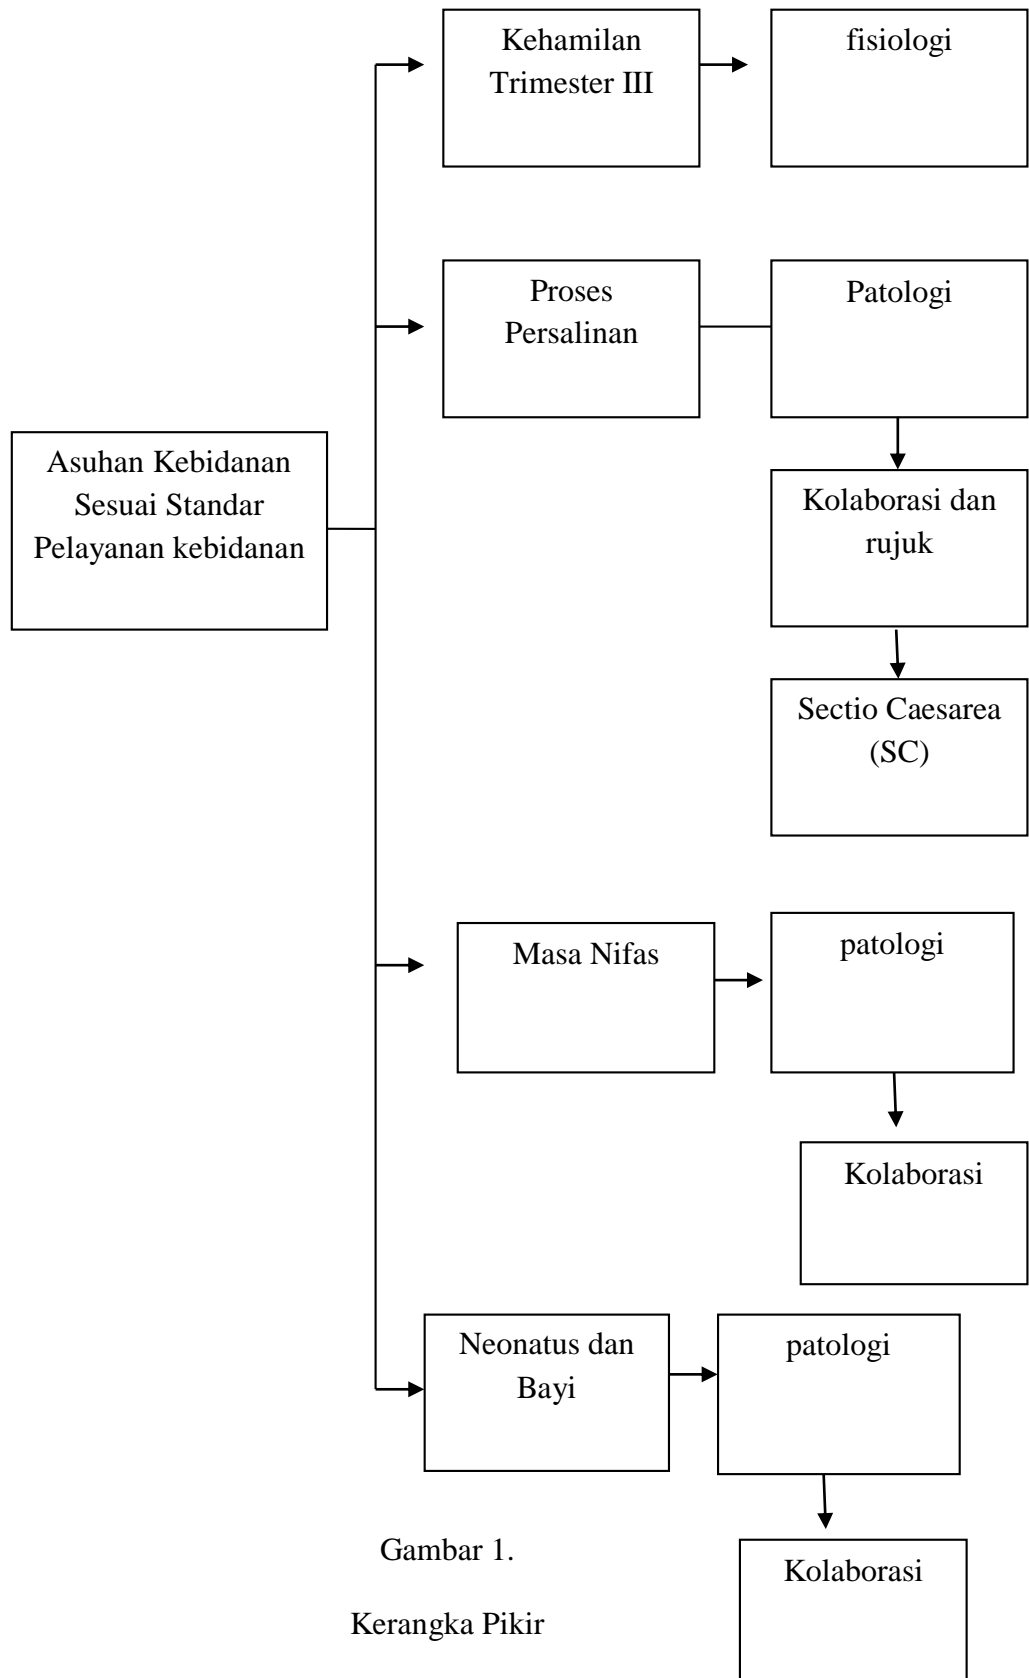 Kehamilan
Trimester III
fisiologi
Proses
Persalinan
Patologi
Asuhan Kebidanan
Sesuai Standar
Pelayanan kebidanan
Kolaborasi dan
rujuk
Sectio Caesarea
(SC)
Masa Nifas
patologi
Kolaborasi
Neonatus dan
Bayi
patologi
Kolaborasi
Gambar 1.
Kerangka Pikir